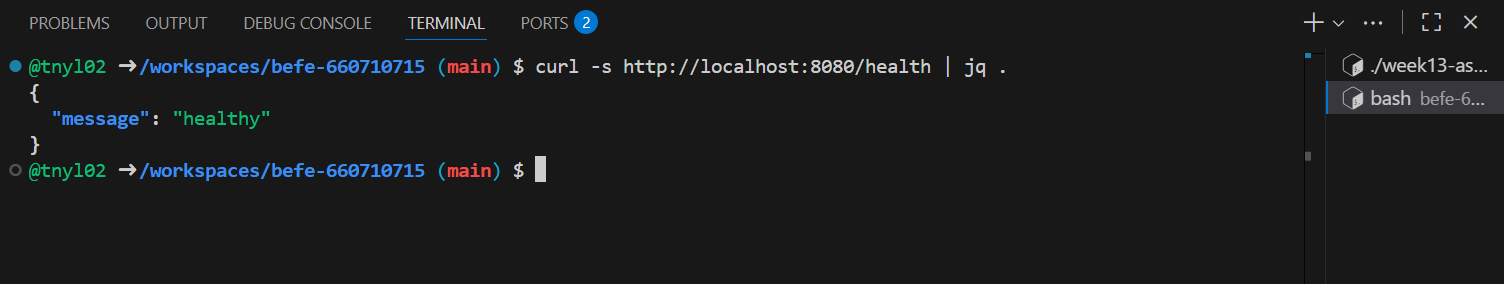 PROBLEMS OUTPUT DEBUG CONSOLE TERMINAL PORTS 2
@tnyl02 ➜/workspaces/befe-660710715 (main) $ curl -s http://localhost:8080/health | jq .
{
  "message": "healthy"
}
@tnyl02 ➜/workspaces/befe-660710715 (main) $
./week13-as...
bash befe-6...